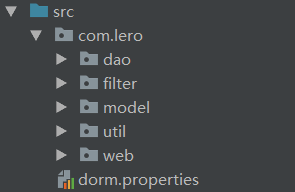 src
com.lero
dao
filter
model
util
web
dorm.properties